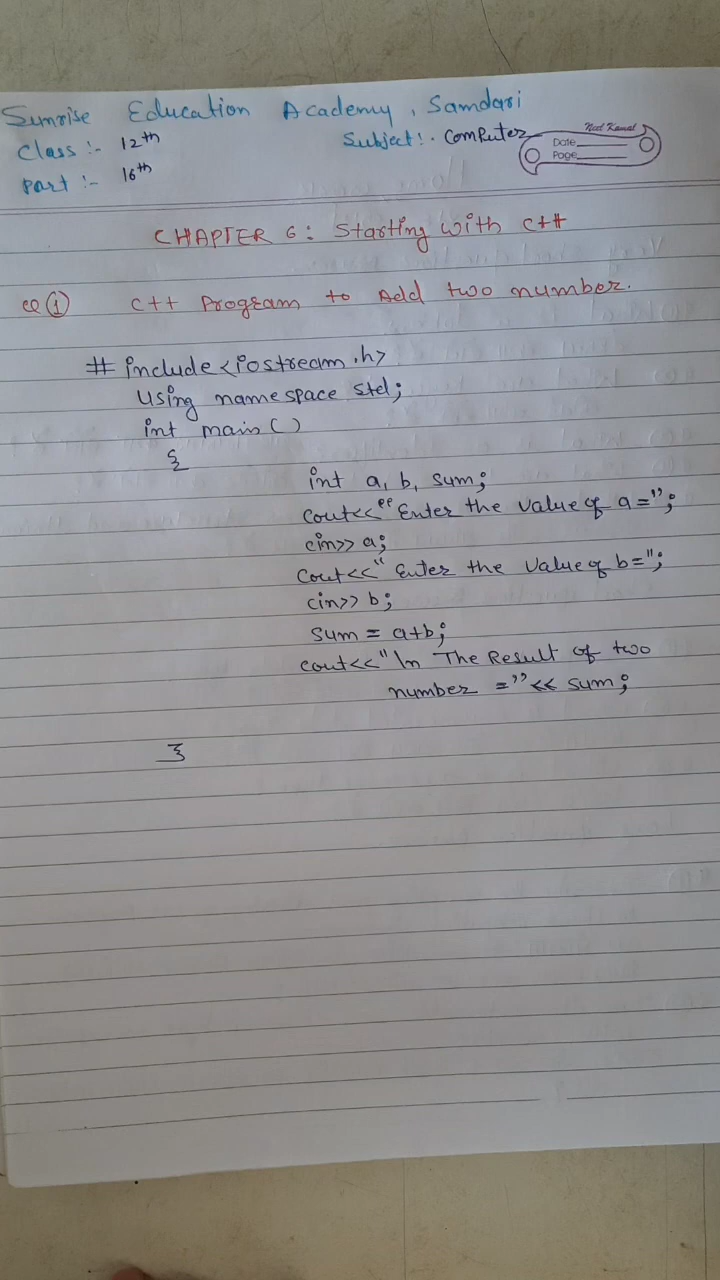 Sunrise Education Academy, Samdari
Class :- 12th
Subject :- Computer
Part :- 16th
Neel Kamal
Date
Page
CHAPTER 6: Starting with C++
Q ① C++ Program to Add two number.
# include <iostream.h>
Using namespace std;
int main ( )
{
int a, b, sum;
cout<<"Enter the value of a =";
cin>> a;
Cout<<" Enter the Value of b=";
cin>> b;
sum = a+b;
cout<<"\n The Result of two
number =" << sum;
}